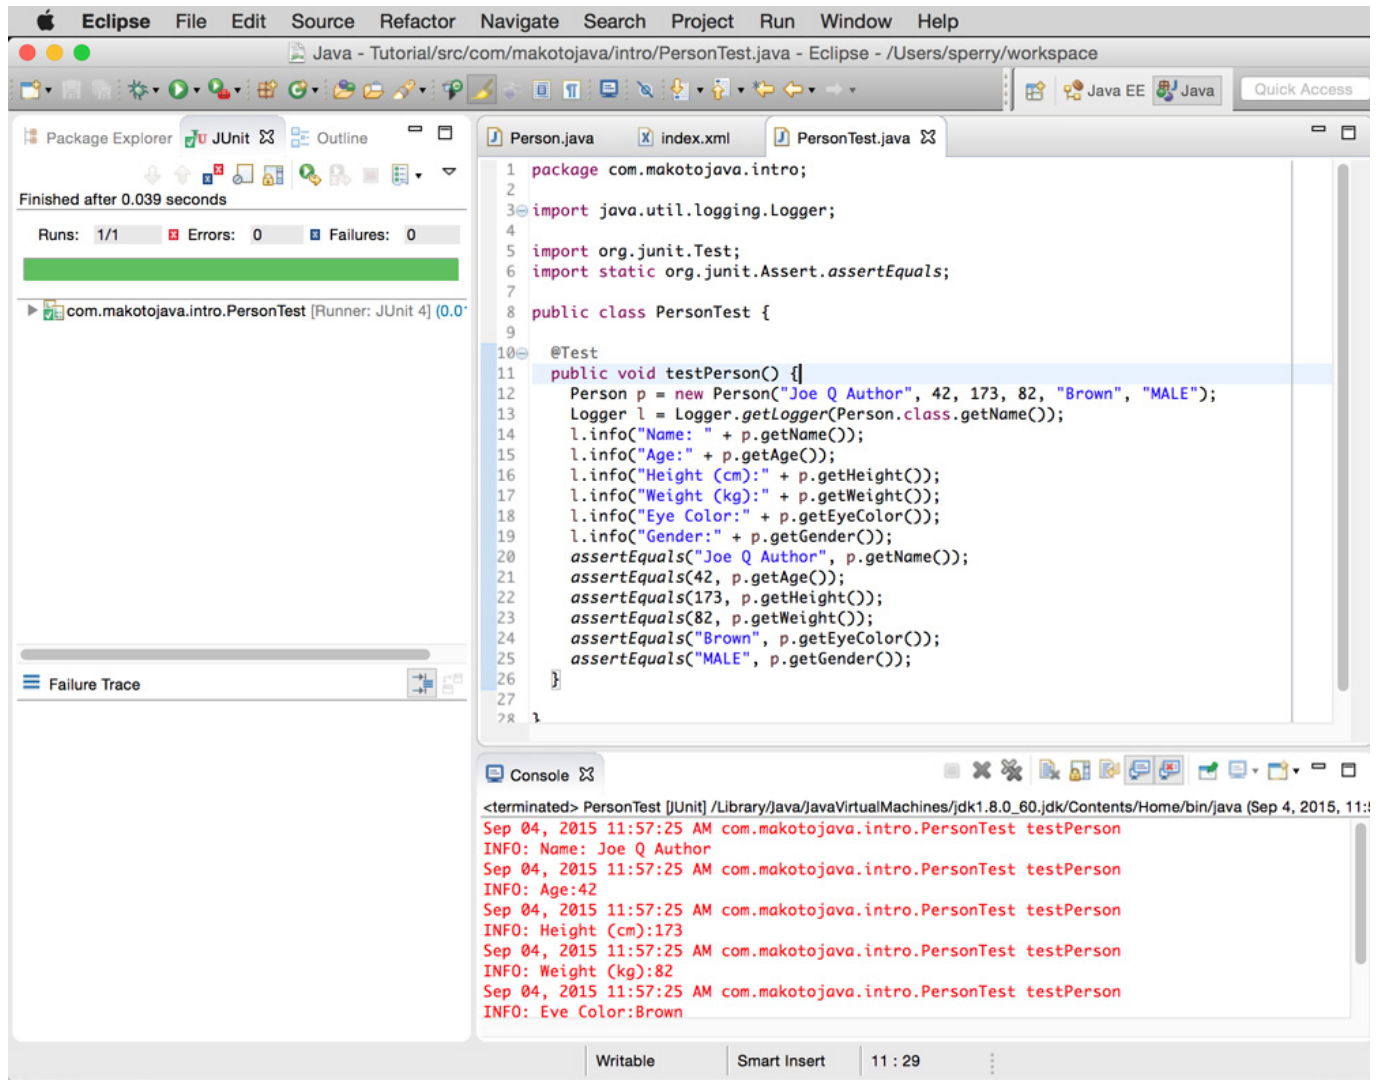 Eclipse File Edit Source Refactor Navigate Search Project Run Window Help
Java - Tutorial/src/com/makotojava/intro/PersonTest.java - Eclipse - /Users/sperry/workspace
Java EE Java Quick Access
Package Explorer JUnit Outline
Finished after 0.039 seconds
Runs: 1/1 Errors: 0 Failures: 0
com.makotojava.intro.PersonTest [Runner: JUnit 4] (0.0
Failure Trace
Person.java index.xml PersonTest.java
1 package com.makotojava.intro;
2
3 import java.util.logging.Logger;
4
5 import org.junit.Test;
6 import static org.junit.Assert.assertEquals;
7
8 public class PersonTest {
9
10 @Test
11 public void testPerson() {
12 Person p = new Person("Joe Q Author", 42, 173, 82, "Brown", "MALE");
13 Logger l = Logger.getLogger(Person.class.getName());
14 l.info("Name: " + p.getName());
15 l.info("Age:" + p.getAge());
16 l.info("Height (cm):" + p.getHeight());
17 l.info("Weight (kg):" + p.getWeight());
18 l.info("Eye Color:" + p.getEyeColor());
19 l.info("Gender:" + p.getGender());
20 assertEquals("Joe Q Author", p.getName());
21 assertEquals(42, p.getAge());
22 assertEquals(173, p.getHeight());
23 assertEquals(82, p.getWeight());
24 assertEquals("Brown", p.getEyeColor());
25 assertEquals("MALE", p.getGender());
26 }
27
28 }
Console
<terminated> PersonTest [JUnit] /Library/Java/JavaVirtualMachines/jdk1.8.0_60.jdk/Contents/Home/bin/java (Sep 4, 2015, 11:
Sep 04, 2015 11:57:25 AM com.makotojava.intro.PersonTest testPerson
INFO: Name: Joe Q Author
Sep 04, 2015 11:57:25 AM com.makotojava.intro.PersonTest testPerson
INFO: Age:42
Sep 04, 2015 11:57:25 AM com.makotojava.intro.PersonTest testPerson
INFO: Height (cm):173
Sep 04, 2015 11:57:25 AM com.makotojava.intro.PersonTest testPerson
INFO: Weight (kg):82
Sep 04, 2015 11:57:25 AM com.makotojava.intro.PersonTest testPerson
INFO: Eye Color:Brown
Writable Smart Insert 11 : 29